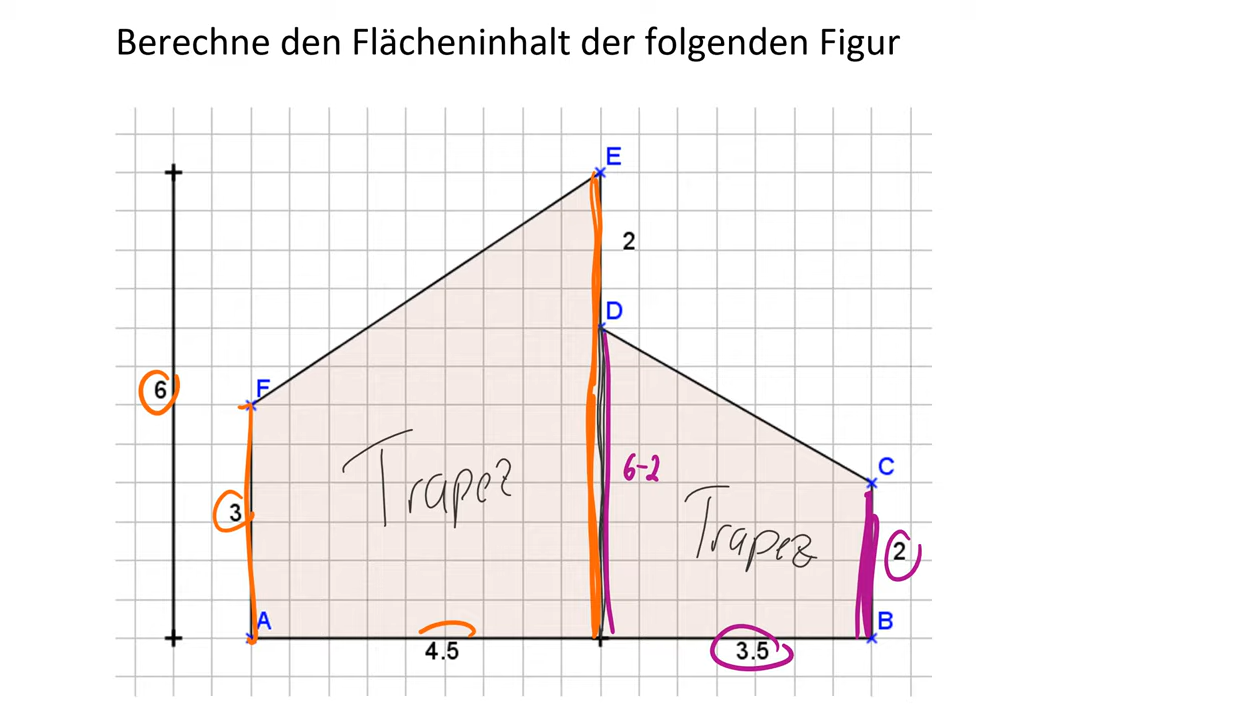 Berechne den Flächeninhalt der folgenden Figur
E
2
D
6
F
Trapez
6-2
C
3
Trapez
2
A
B
4.5
3.5